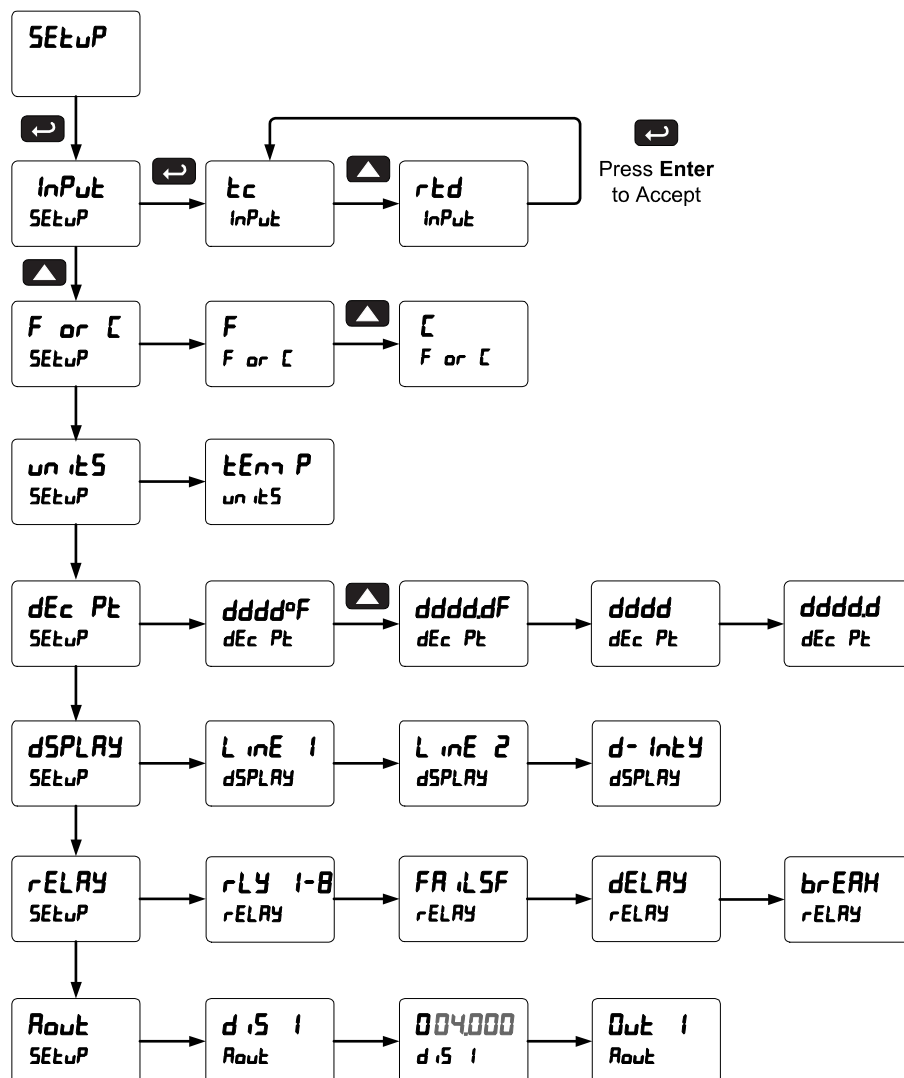 SEtuP
InPut
SEtuP
tc
InPut
rtd
InPut
Press Enter
to Accept
F or C
SEtuP
F
F or C
C
F or C
unitS
SEtuP
tEmP
unitS
dEc Pt
SEtuP
dddd°F
dEc Pt
dddd.dF
dEc Pt
dddd
dEc Pt
dddd.d
dEc Pt
dSPLAY
SEtuP
LinE 1
dSPLAY
LinE 2
dSPLAY
d-IntY
dSPLAY
rELAY
SEtuP
rLY 1-8
rELAY
FAiLSF
rELAY
dELAY
rELAY
brEAK
rELAY
Aout
SEtuP
diS 1
Aout
004.000
diS 1
Out 1
Aout